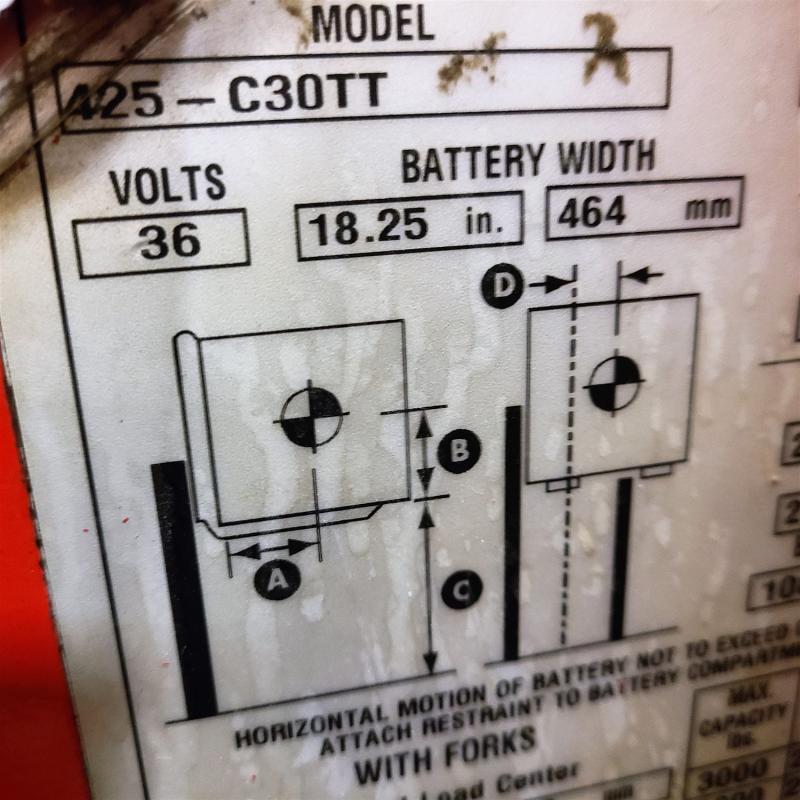 MODEL
425 – C30TT
VOLTS
BATTERY WIDTH
36
18.25 in.
464 mm
D
B
A
C
HORIZONTAL MOTION OF BATTERY NOT TO EXCEED
ATTACH RESTRAINT TO BATTERY
WITH FORKS
Load Center
MAX.
CAPACITY
lbs.
mm
3000